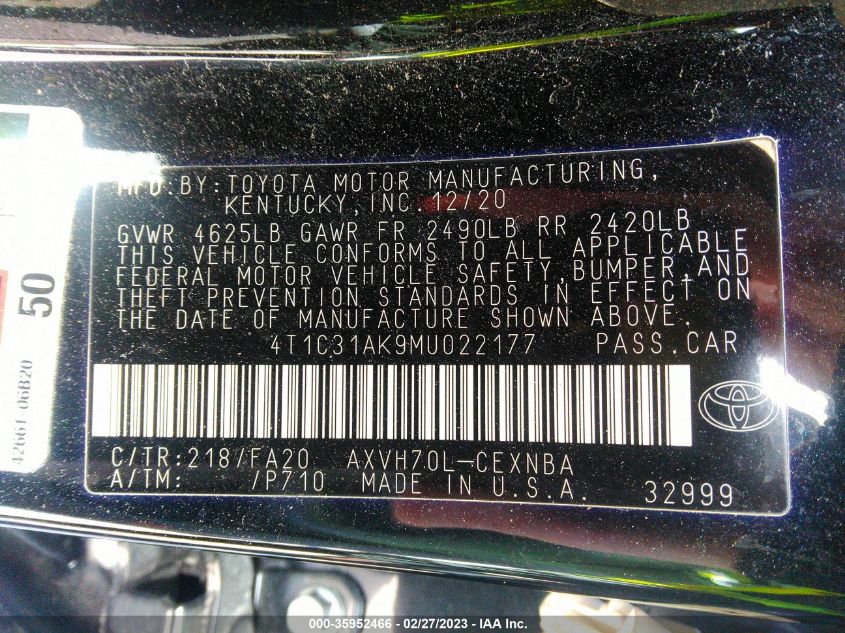 MFD.BY:TOYOTA MOTOR MANUFACTURING,
KENTUCKY,INC.12/20
GVWR 4625LB GAWR FR 2490LB RR 2420LB
THIS VEHICLE CONFORMS TO ALL APPLICABLE
FEDERAL MOTOR VEHICLE SAFETY,BUMPER,AND
THEFT PREVENTION STANDARDS IN EFFECT ON
THE DATE OF MANUFACTURE SHOWN ABOVE.
4T1C31AK9MU022177 PASS.CAR
C/TR:218/FA20 AXVH70L-CEXNBA
A/TM: /P710 MADE IN U.S.A. 32999
50
42661-06B20
000-35952466 - 02/27/2023 - IAA Inc.